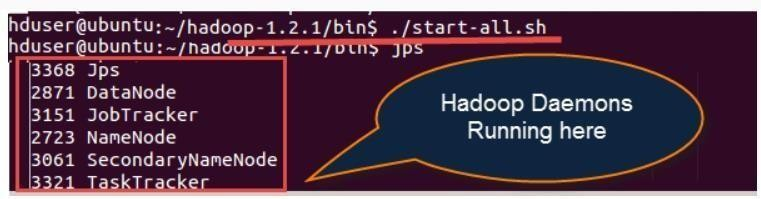 hduser@ubuntu:~/hadoop-1.2.1/bin$ ./start-all.sh
hduser@ubuntu:~/hadoop-1.2.1/bin$ jps
3368 Jps
2871 DataNode
3151 JobTracker
2723 NameNode
3061 SecondaryNameNode
3321 TaskTracker
Hadoop Daemons
Running here